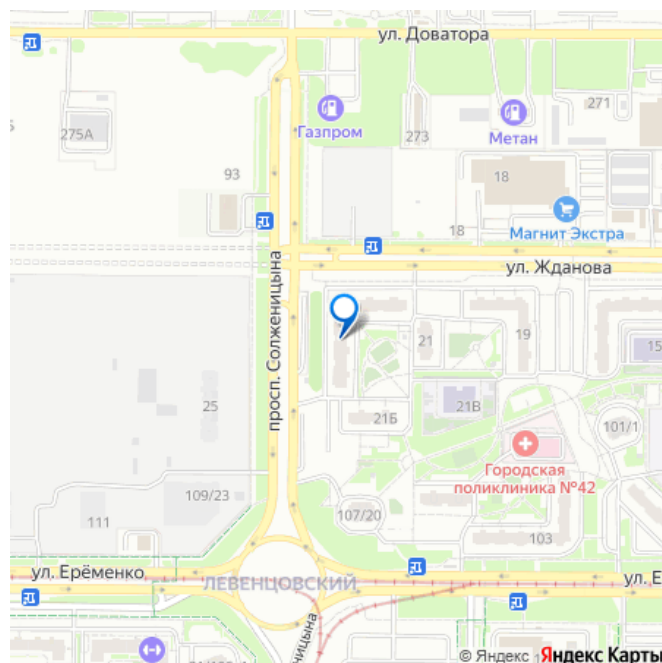 ул. Доватора
Газпром
Метан
271
273
275А
93
18
Магнит Экстра
18
ул. Жданова
просп. Солженицына
21
19
15
25
21Б
21В
101/1
Городская
поликлиника №42
109/23
107/20
111
103
ул. Ерёменко
ЛЕВЕНЦОВСКИЙ
ул. Е
© Яндекс Яндекс Карты